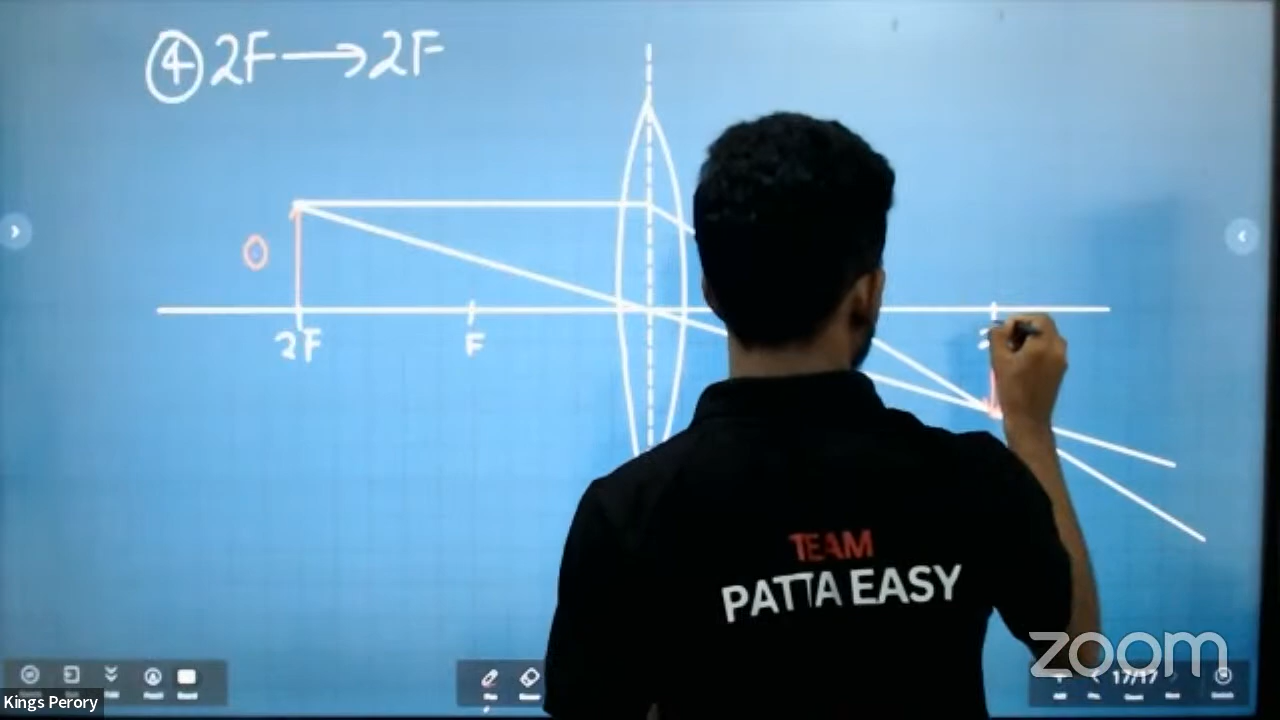 ④ 2F → 2F
O
2F
F
TEAM
PATTA EASY
zoom
17/17
Kings Perory